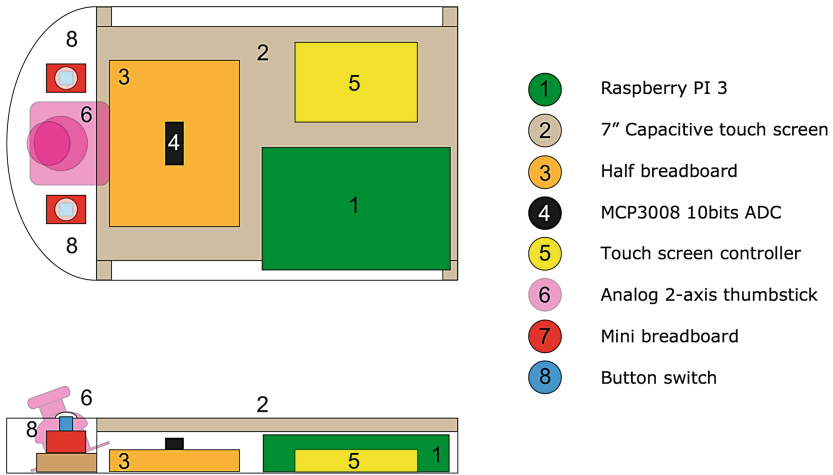 8
2
3
5
6
4
1
8
1 Raspberry PI 3
2 7” Capacitive touch screen
3 Half breadboard
4 MCP3008 10bits ADC
5 Touch screen controller
6 Analog 2-axis thumbstick
7 Mini breadboard
8 Button switch
6
2
8
3
5
1